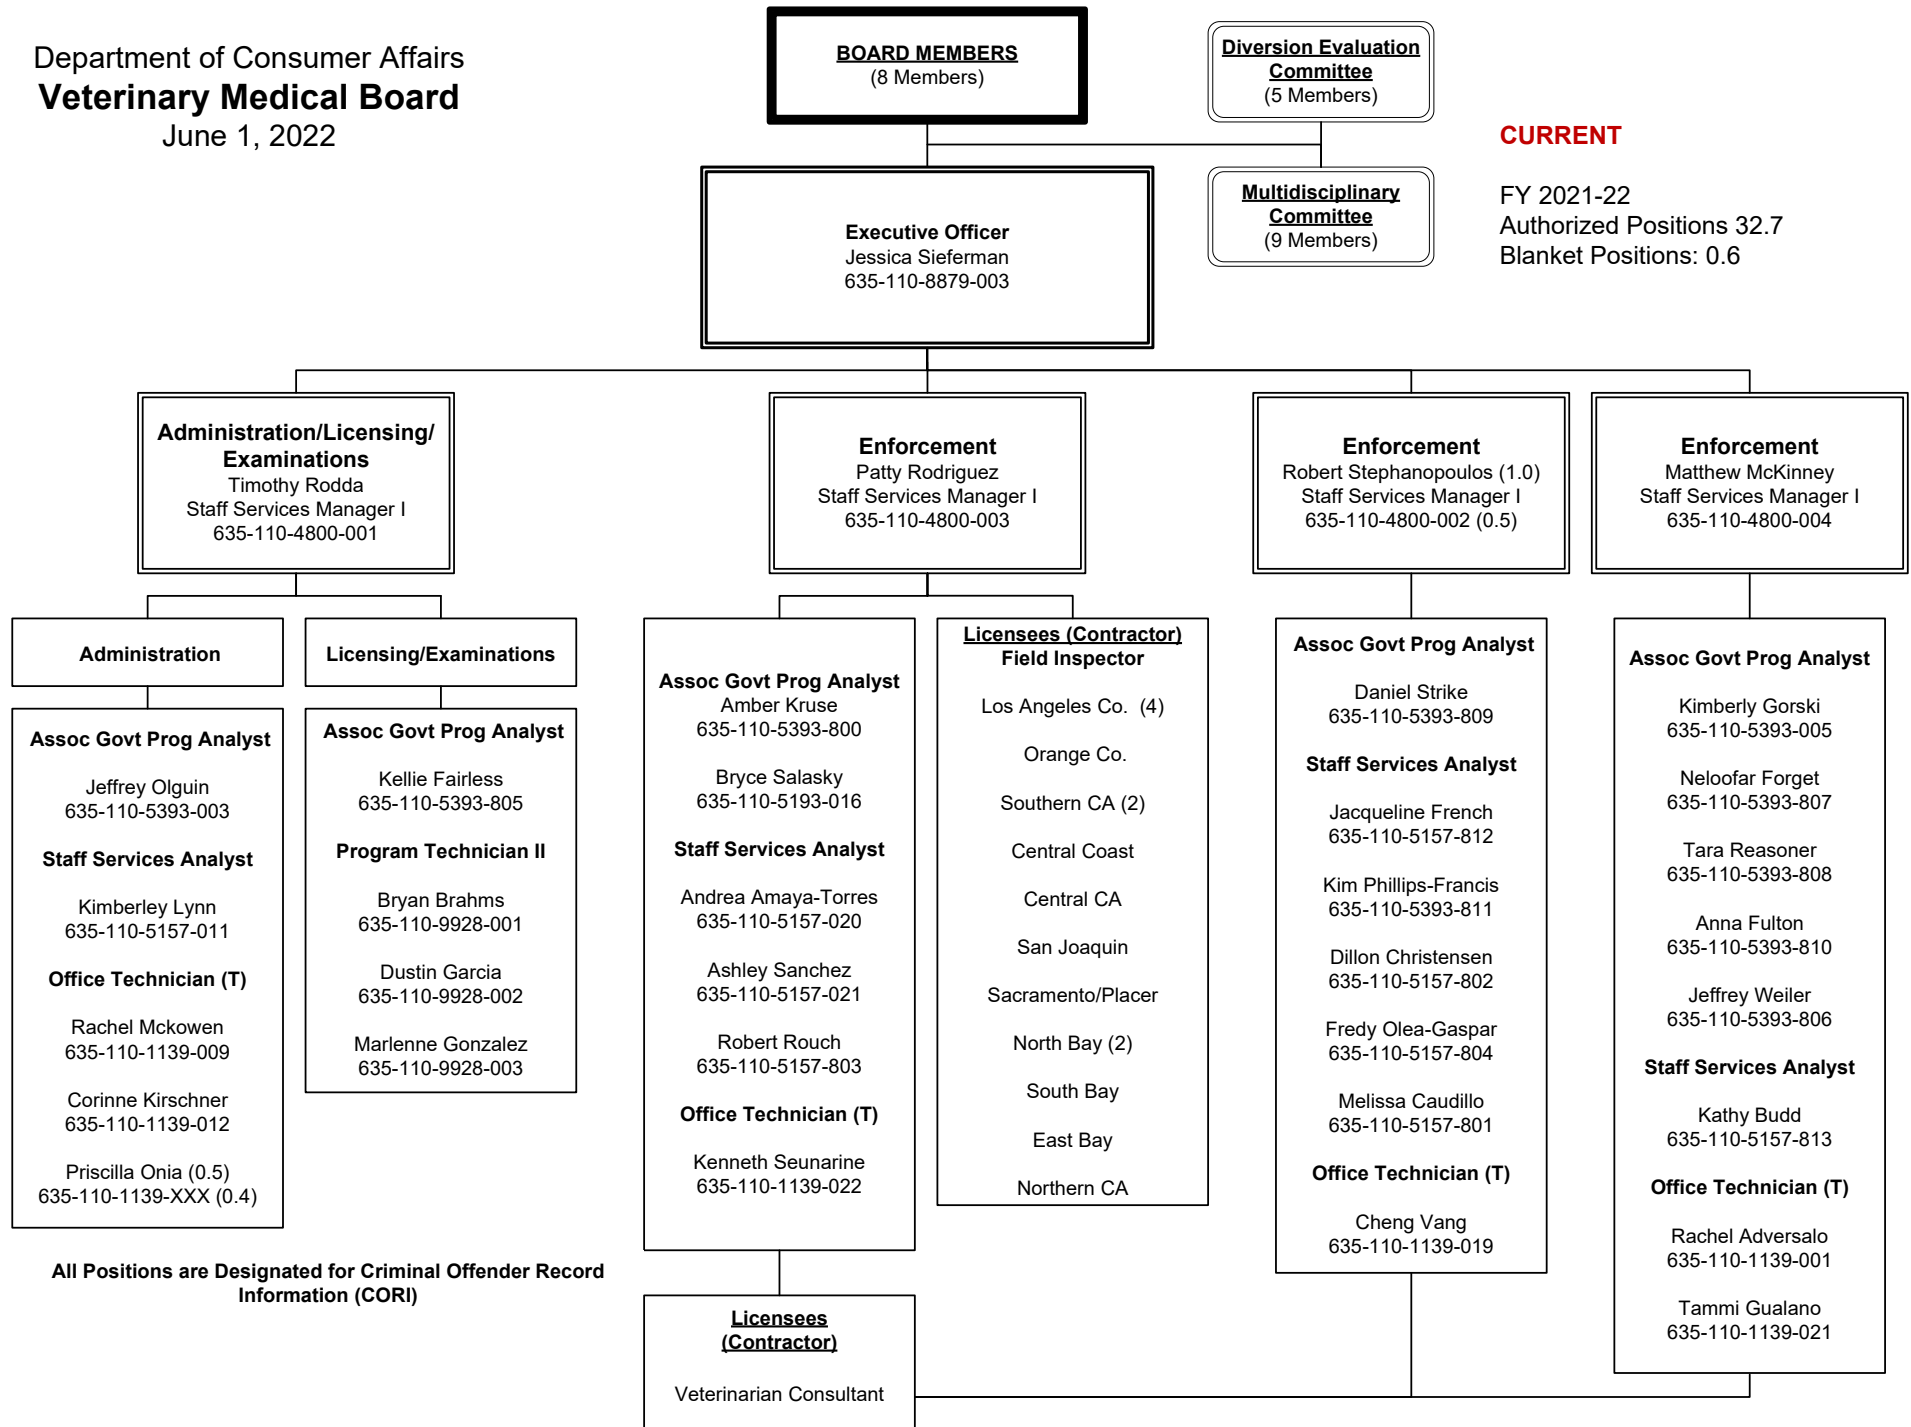 Department of Consumer Affairs
Veterinary Medical Board
June 1, 2022
BOARD MEMBERS
(8 Members)
Diversion Evaluation
Committee
(5 Members)
Multidisciplinary
Committee
(9 Members)
CURRENT
FY 2021-22
Authorized Positions 32.7
Blanket Positions: 0.6
Executive Officer
Jessica Sieferman
635-110-8879-003
Administration/Licensing/
Examinations
Timothy Rodda
Staff Services Manager I
635-110-4800-001
Enforcement
Patty Rodriguez
Staff Services Manager I
635-110-4800-003
Enforcement
Robert Stephanopoulos (1.0)
Staff Services Manager I
635-110-4800-002 (0.5)
Enforcement
Matthew McKinney
Staff Services Manager I
635-110-4800-004
Administration
Assoc Govt Prog Analyst
Jeffrey Olguin
635-110-5393-003
Staff Services Analyst
Kimberley Lynn
635-110-5157-011
Office Technician (T)
Rachel Mckowen
635-110-1139-009
Corinne Kirschner
635-110-1139-012
Priscilla Onia (0.5)
635-110-1139-XXX (0.4)
Licensing/Examinations
Assoc Govt Prog Analyst
Kellie Fairless
635-110-5393-805
Program Technician II
Bryan Brahms
635-110-9928-001
Dustin Garcia
635-110-9928-002
Marlenne Gonzalez
635-110-9928-003
Assoc Govt Prog Analyst
Amber Kruse
635-110-5393-800
Bryce Salasky
635-110-5193-016
Staff Services Analyst
Andrea Amaya-Torres
635-110-5157-020
Ashley Sanchez
635-110-5157-021
Robert Rouch
635-110-5157-803
Office Technician (T)
Kenneth Seunarine
635-110-1139-022
Licensees (Contractor)
Field Inspector
Los Angeles Co. (4)
Orange Co.
Southern CA (2)
Central Coast
Central CA
San Joaquin
Sacramento/Placer
North Bay (2)
South Bay
East Bay
Northern CA
Assoc Govt Prog Analyst
Daniel Strike
635-110-5393-809
Staff Services Analyst
Jacqueline French
635-110-5157-812
Kim Phillips-Francis
635-110-5393-811
Dillon Christensen
635-110-5157-802
Fredy Olea-Gaspar
635-110-5157-804
Melissa Caudillo
635-110-5157-801
Office Technician (T)
Cheng Vang
635-110-1139-019
Assoc Govt Prog Analyst
Kimberly Gorski
635-110-5393-005
Neloofar Forget
635-110-5393-807
Tara Reasoner
635-110-5393-808
Anna Fulton
635-110-5393-810
Jeffrey Weiler
635-110-5393-806
Staff Services Analyst
Kathy Budd
635-110-5157-813
Office Technician (T)
Rachel Adversalo
635-110-1139-001
Tammi Gualano
635-110-1139-021
All Positions are Designated for Criminal Offender Record
Information (CORI)
Licensees
(Contractor)
Veterinarian Consultant